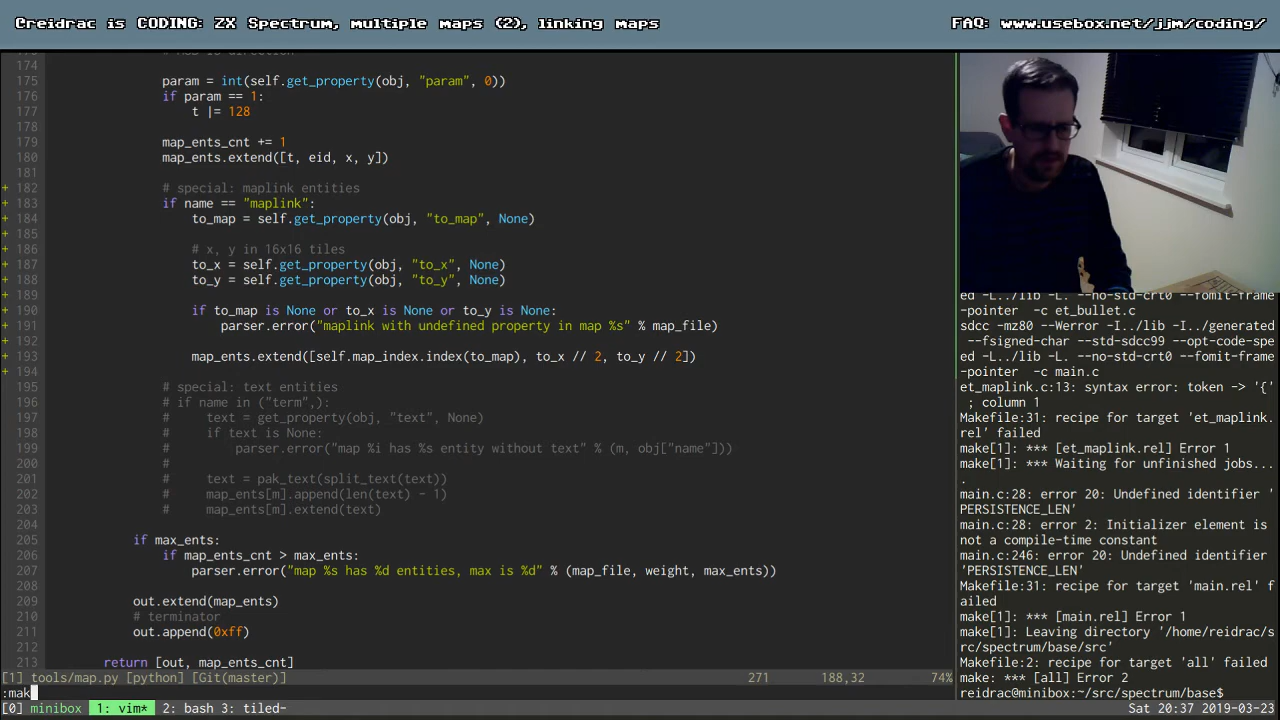 Creidrac is CODING: ZX Spectrum, multiple maps (2), linking maps
FAQ: www.usebox.net/jjm/coding/
174
175 param = int(self.get_property(obj, "param", 0))
176 if param == 1:
177 t |= 128
178
179 map_ents_cnt += 1
180 map_ents.extend([t, eid, x, y])
181
+ 182 # special: maplink entities
+ 183 if name == "maplink":
+ 184 to_map = self.get_property(obj, "to_map", None)
+ 185
+ 186 # x, y in 16x16 tiles
+ 187 to_x = self.get_property(obj, "to_x", None)
+ 188 to_y = self.get_property(obj, "to_y", None)
+ 189
+ 190 if to_map is None or to_x is None or to_y is None:
+ 191 parser.error("maplink with undefined property in map %s" % map_file)
+ 192
+ 193 map_ents.extend([self.map_index.index(to_map), to_x // 2, to_y // 2])
+ 194
195 # special: text entities
196 # if name in ("term",):
197 # text = get_property(obj, "text", None)
198 # if text is None:
199 # parser.error("map %i has %s entity without text" % (m, obj["name"]))
200 #
201 # text = pak_text(split_text(text))
202 # map_ents[m].append(len(text) - 1)
203 # map_ents[m].extend(text)
204
205 if max_ents:
206 if map_ents_cnt > max_ents:
207 parser.error("map %s has %d entities, max is %d" % (map_file, weight, max_ents))
208
209 out.extend(map_ents)
210 # terminator
211 out.append(0xff)
212
213 return [out, map_ents_cnt]
[1] tools/map.py [python] [Git(master)] 271 188,32 74%
:mak
ed -L../lib -L. --no-std-crt0 --fomit-frame
-pointer -c et_bullet.c
sdcc -mz80 --Werror -I../lib -I../generated
--fsigned-char --std-sdcc99 --opt-code-spe
ed -L../lib -L. --no-std-crt0 --fomit-frame
-pointer -c main.c
et_maplink.c:13: syntax error: token -> '{'
; column 1
Makefile:31: recipe for target 'et_maplink.
rel' failed
make[1]: *** [et_maplink.rel] Error 1
make[1]: *** Waiting for unfinished jobs...
.
main.c:28: error 20: Undefined identifier '
PERSISTENCE_LEN'
main.c:28: error 2: Initializer element is
not a compile-time constant
main.c:246: error 20: Undefined identifier
'PERSISTENCE_LEN'
Makefile:31: recipe for target 'main.rel' f
ailed
make[1]: *** [main.rel] Error 1
make[1]: Leaving directory '/home/reidrac/s
rc/spectrum/base/src'
Makefile:2: recipe for target 'all' failed
make: *** [all] Error 2
reidrac@minibox:~/src/spectrum/base$
[0] minibox 1: vim* 2: bash 3: tiled- Sat 20:37 2019-03-23